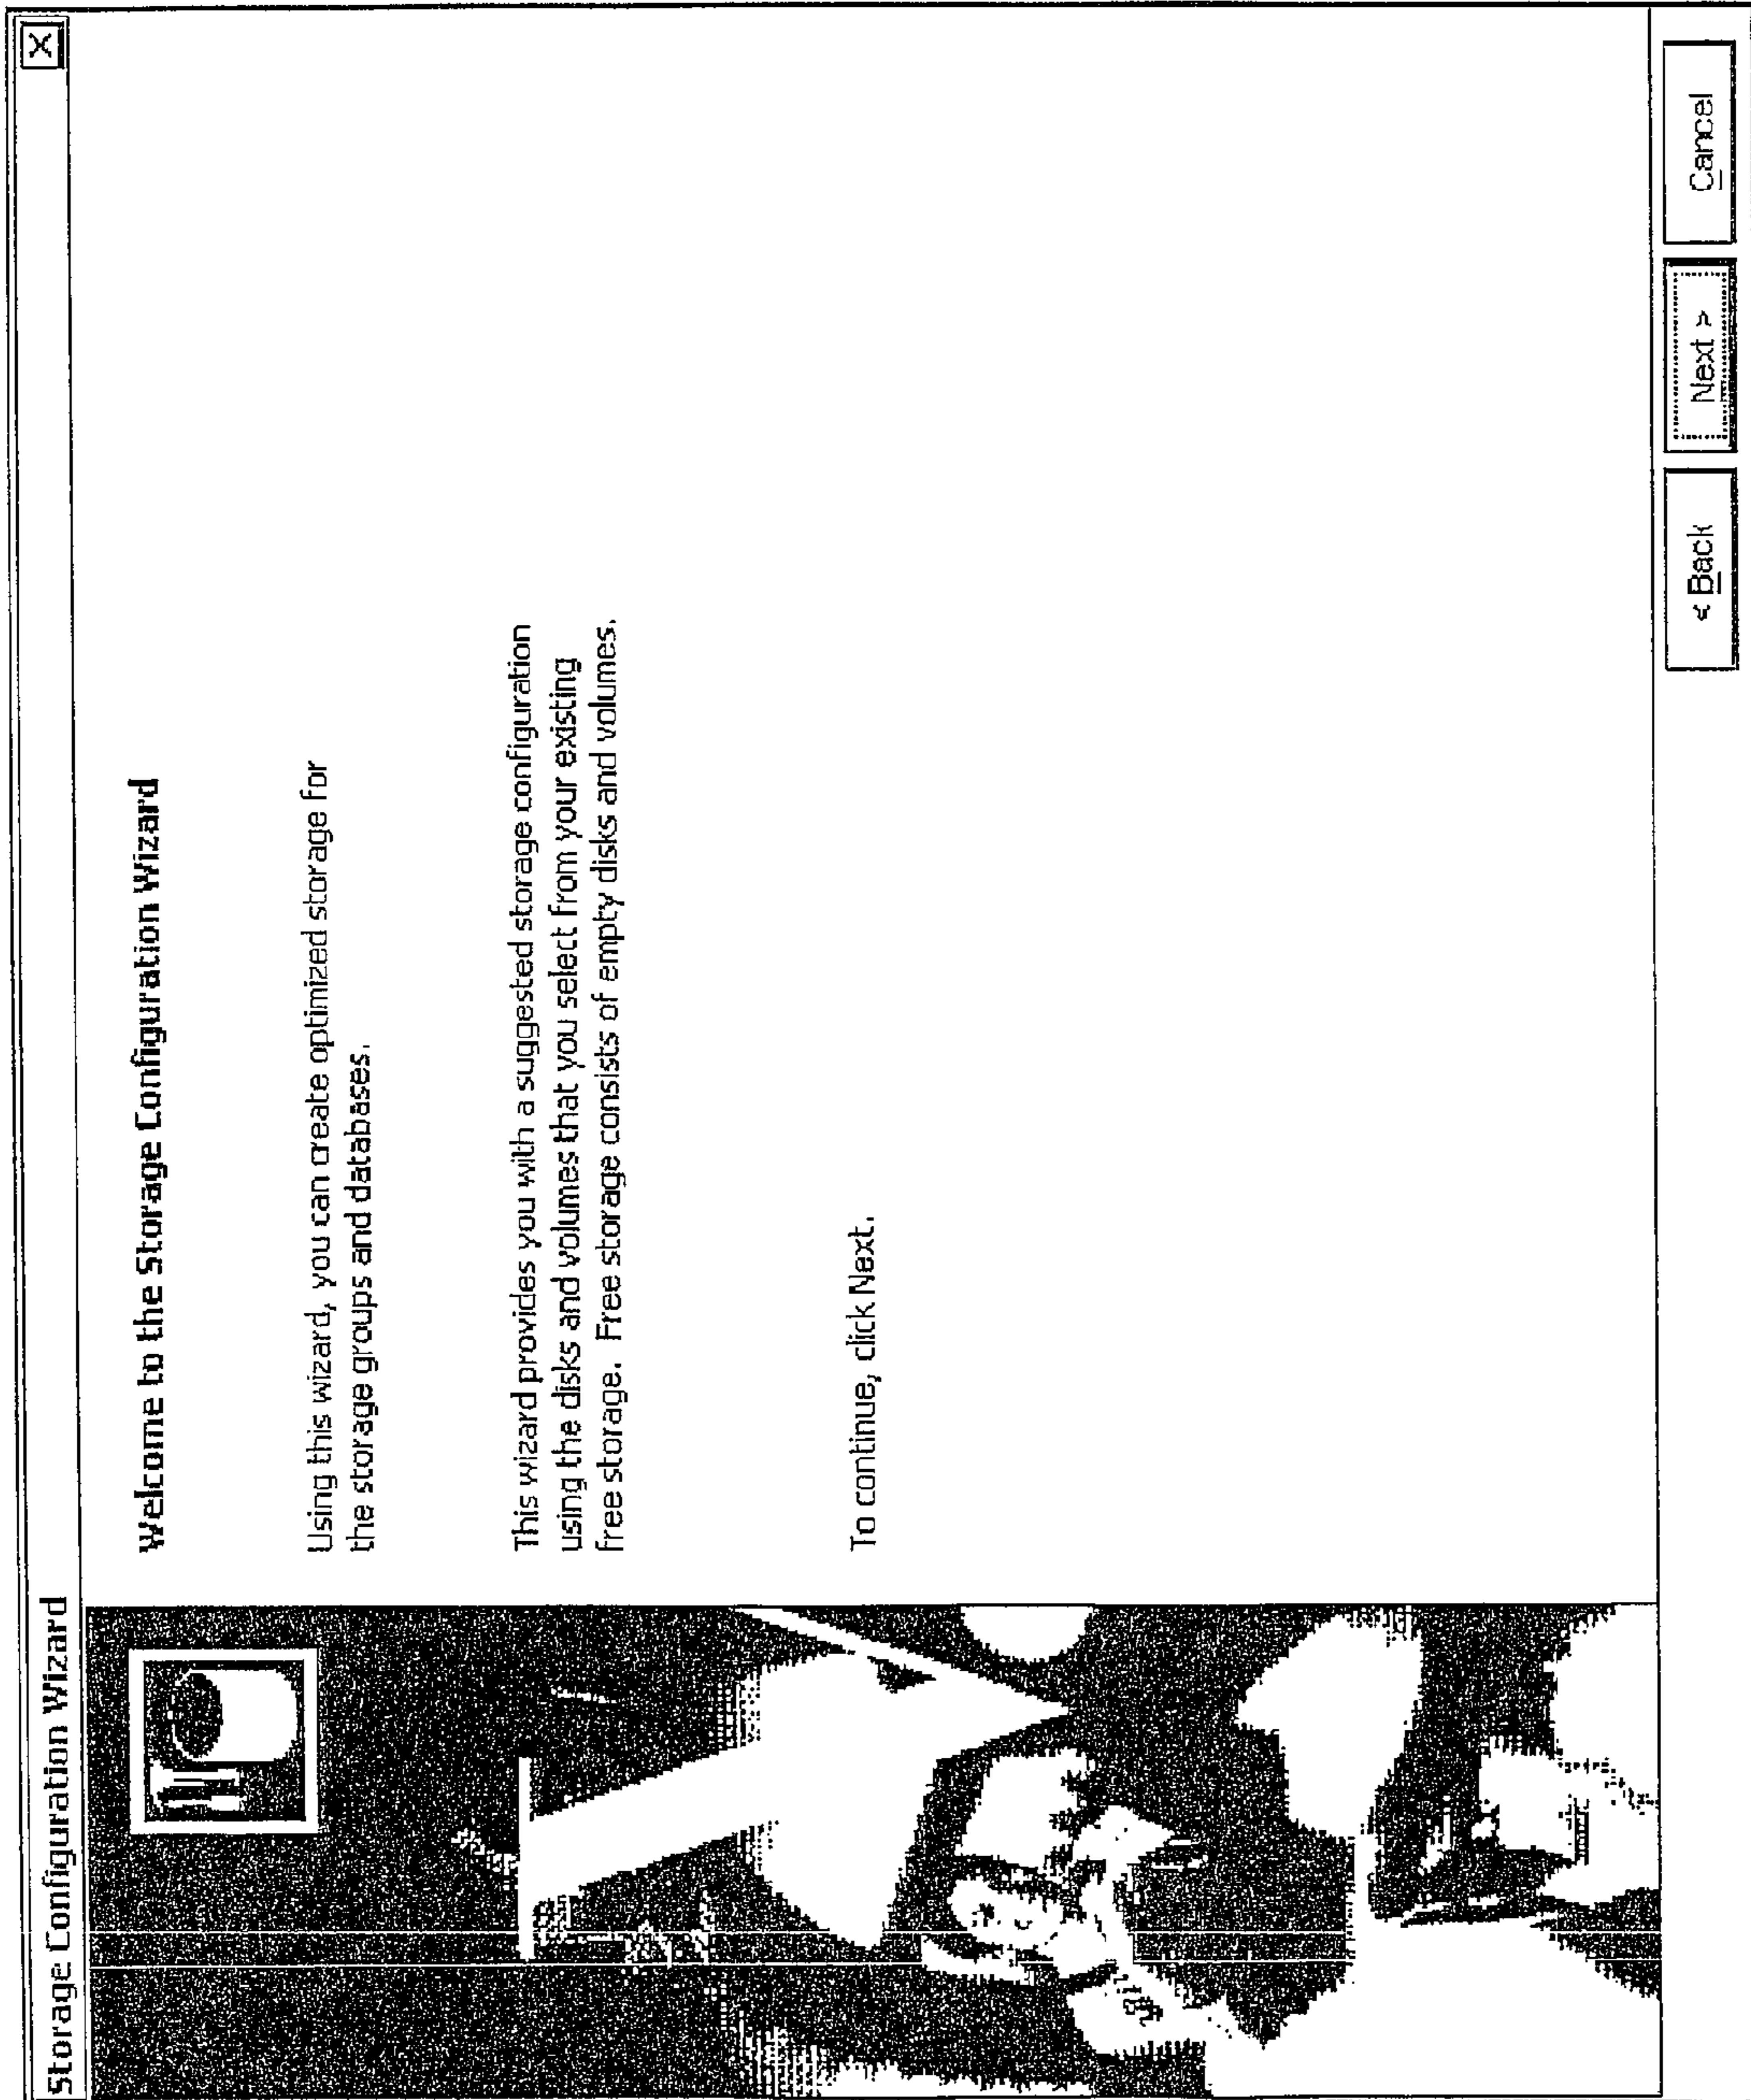 Storage Configuration Wizard
Welcome to the Storage Configuration Wizard
Using this wizard, you can create optimized storage for
the storage groups and databases.
This wizard provides you with a suggested storage configuration
using the disks and volumes that you select from your existing
free storage.  Free storage consists of empty disks and volumes.
To continue, click Next.
< Back
Next >
Cancel